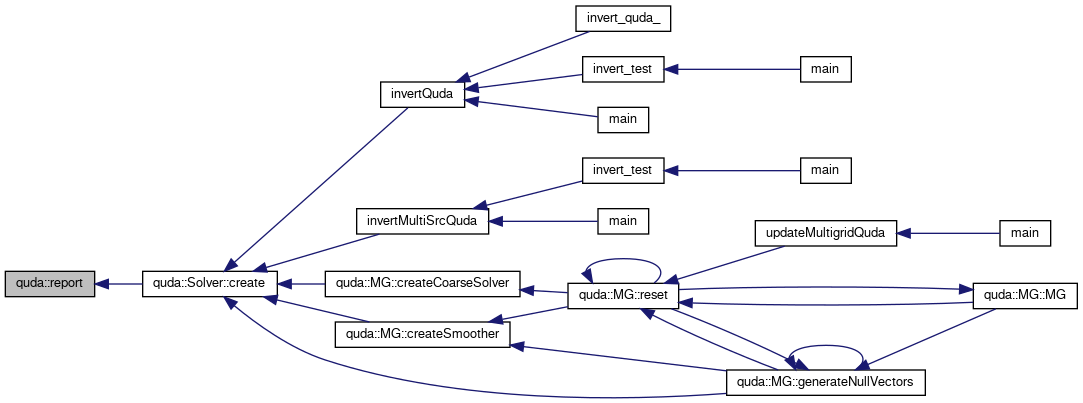 invert_quda_
invert_test
main
invertQuda
main
invert_test
main
invertMultiSrcQuda
main
updateMultigridQuda
main
quda::report
quda::Solver::create
quda::MG::createCoarseSolver
quda::MG::reset
quda::MG::MG
quda::MG::createSmoother
quda::MG::generateNullVectors